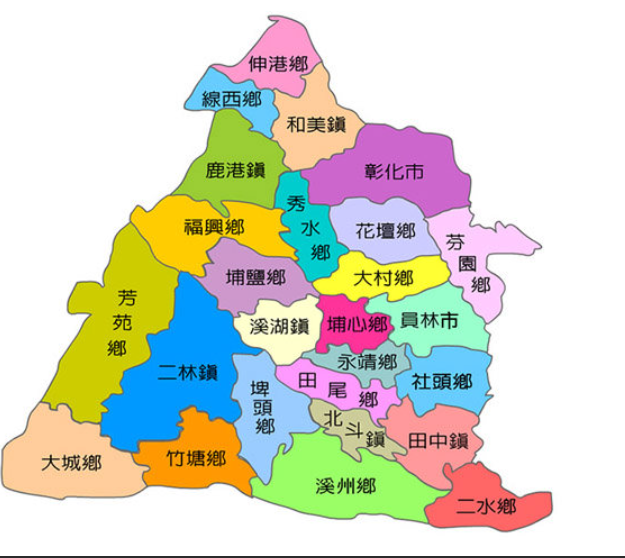 伸港鄉
線西鄉
和美鎮
鹿港鎮
彰化市
秀水鄉
福興鄉
花壇鄉
芬園鄉
埔鹽鄉
大村鄉
芳苑鄉
溪湖鎮
埔心鄉
員林市
永靖鄉
二林鎮
田尾鄉
社頭鄉
埤頭鄉
北斗鎮
田中鎮
大城鄉
竹塘鄉
溪州鄉
二水鄉